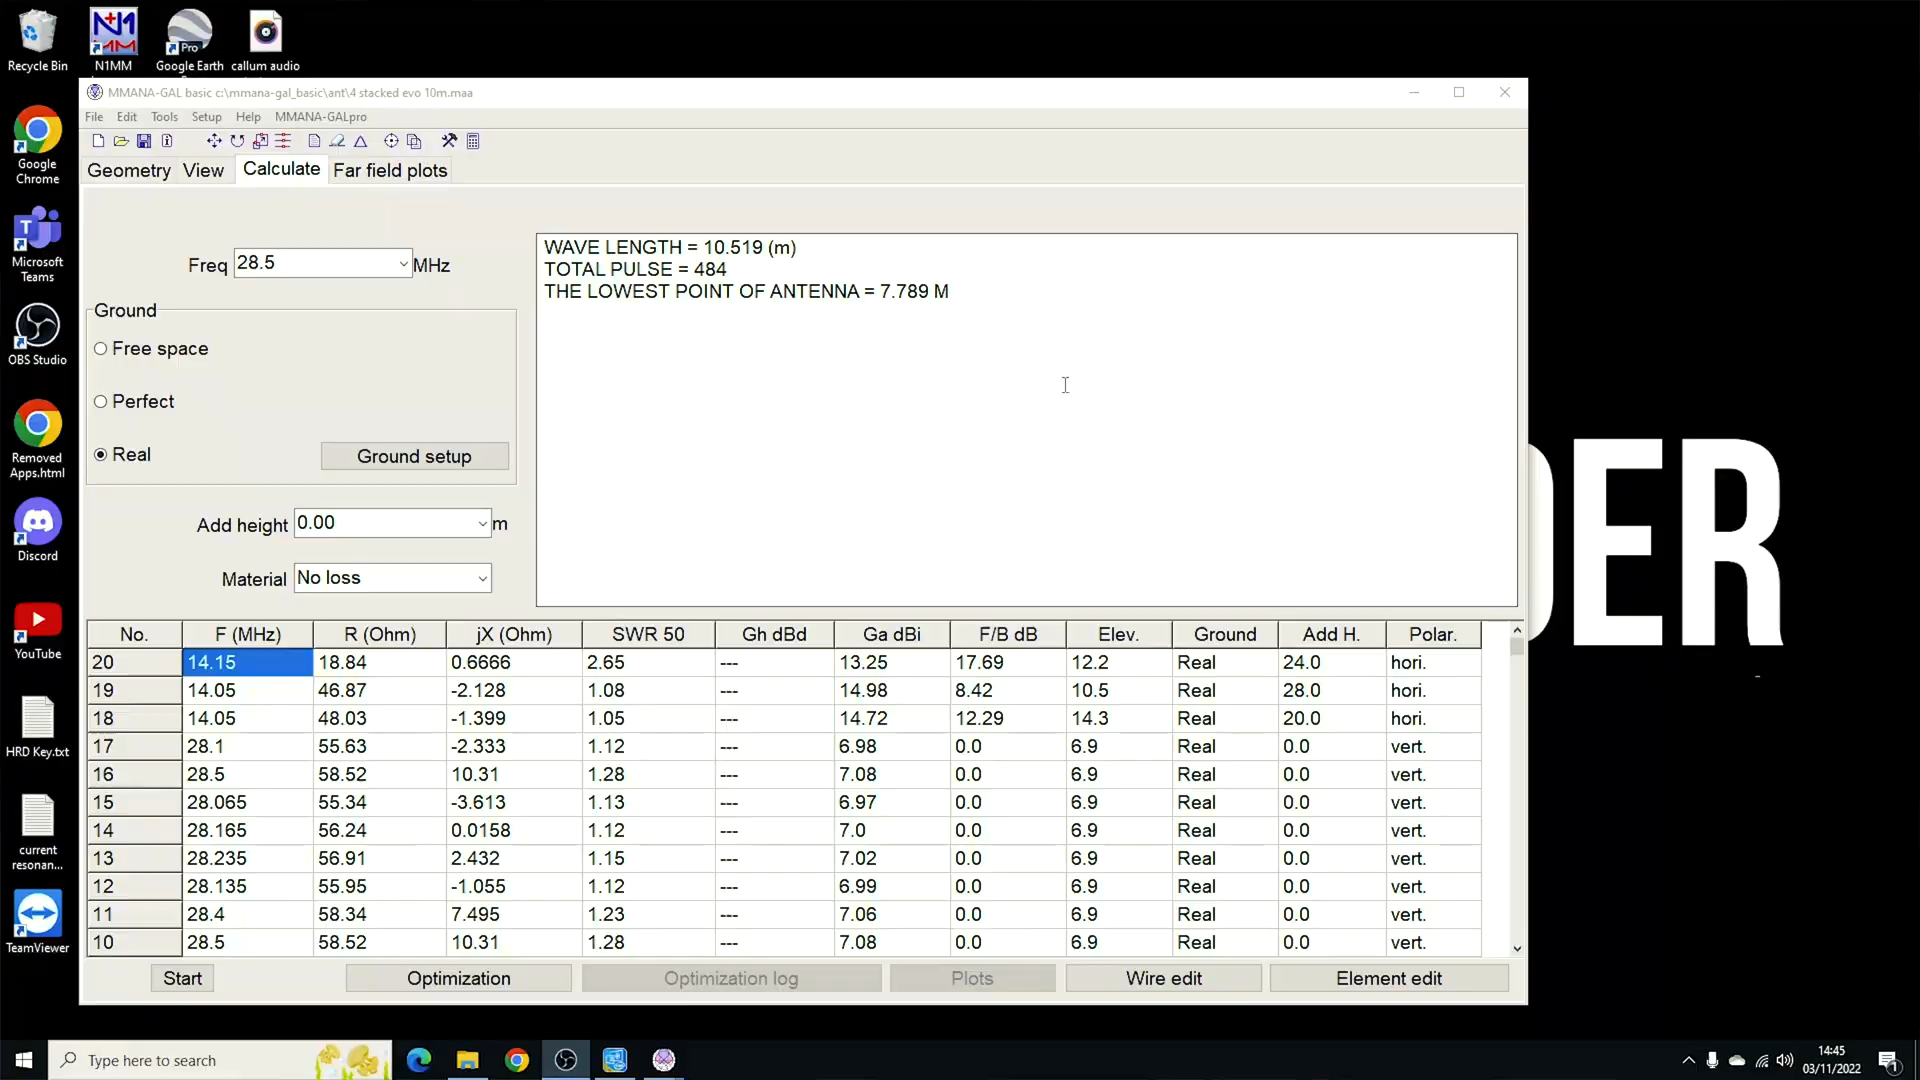 Recycle Bin
N1MM
Google Earth
callum audio
Pro
MMANA-GAL basic c:\mmana-gal_basic\ant\4 stacked evo 10m.maa
File Edit Tools Setup Help MMANA-GALpro
Geometry View Calculate Far field plots
Google
Chrome
Microsoft
Teams
OBS Studio
Removed
Apps.html
Discord
YouTube
HRD Key.txt
current
resonan...
TeamViewer
Freq 28.5 MHz
Ground
Free space
Perfect
Real
Ground setup
Add height 0.00 m
Material No loss
WAVE LENGTH = 10.519 (m)
TOTAL PULSE = 484
THE LOWEST POINT OF ANTENNA = 7.789 M
DER
No. F (MHz) R (Ohm) jX (Ohm) SWR 50 Gh dBd Ga dBi F/B dB Elev. Ground Add H. Polar.
20 14.15 18.84 0.6666 2.65 --- 13.25 17.69 12.2 Real 24.0 hori.
19 14.05 46.87 -2.128 1.08 --- 14.98 8.42 10.5 Real 28.0 hori.
18 14.05 48.03 -1.399 1.05 --- 14.72 12.29 14.3 Real 20.0 hori.
17 28.1 55.63 -2.333 1.12 --- 6.98 0.0 6.9 Real 0.0 vert.
16 28.5 58.52 10.31 1.28 --- 7.08 0.0 6.9 Real 0.0 vert.
15 28.065 55.34 -3.613 1.13 --- 6.97 0.0 6.9 Real 0.0 vert.
14 28.165 56.24 0.0158 1.12 --- 7.0 0.0 6.9 Real 0.0 vert.
13 28.235 56.91 2.432 1.15 --- 7.02 0.0 6.9 Real 0.0 vert.
12 28.135 55.95 -1.055 1.12 --- 6.99 0.0 6.9 Real 0.0 vert.
11 28.4 58.34 7.495 1.23 --- 7.06 0.0 6.9 Real 0.0 vert.
10 28.5 58.52 10.31 1.28 --- 7.08 0.0 6.9 Real 0.0 vert.
Start Optimization Optimization log Plots Wire edit Element edit
Type here to search
14:45
03/11/2022